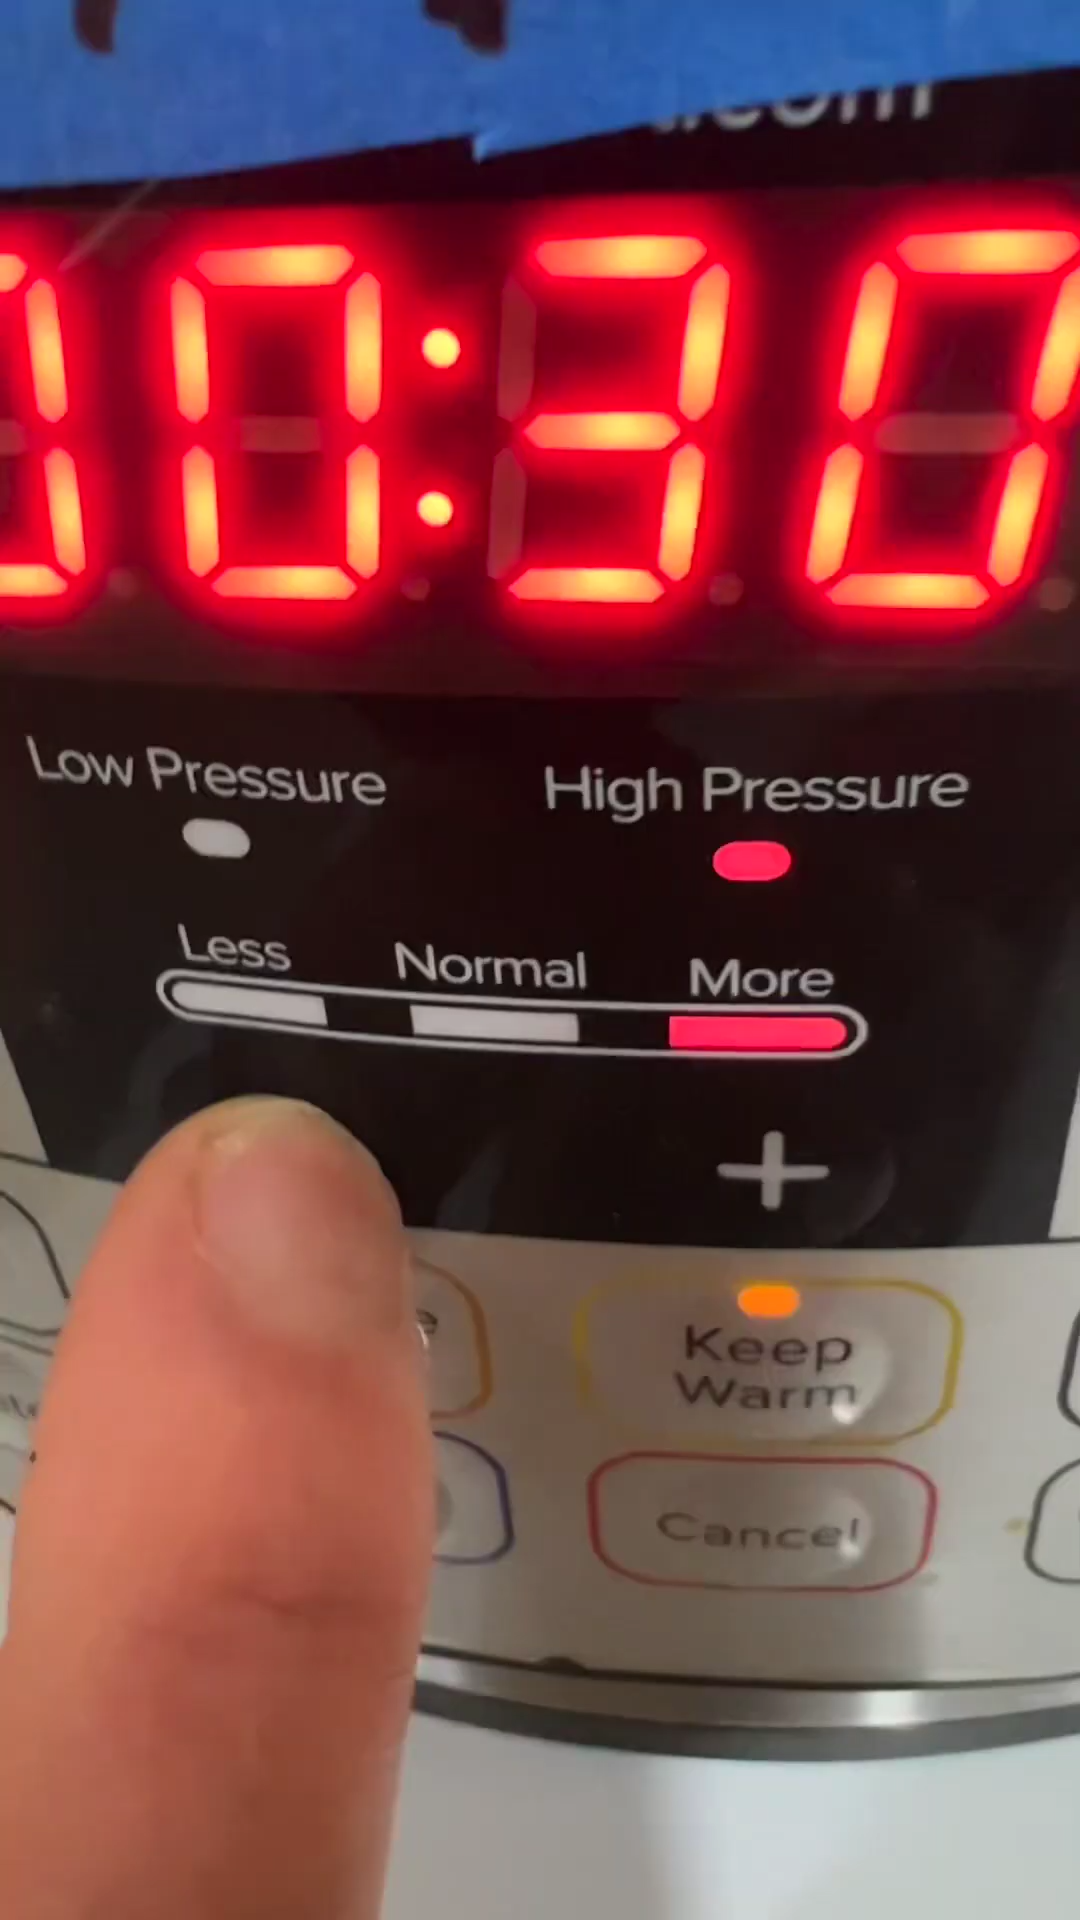 .com
00:30
Low Pressure High Pressure
Less Normal More
+
Keep
Warm
Cancel